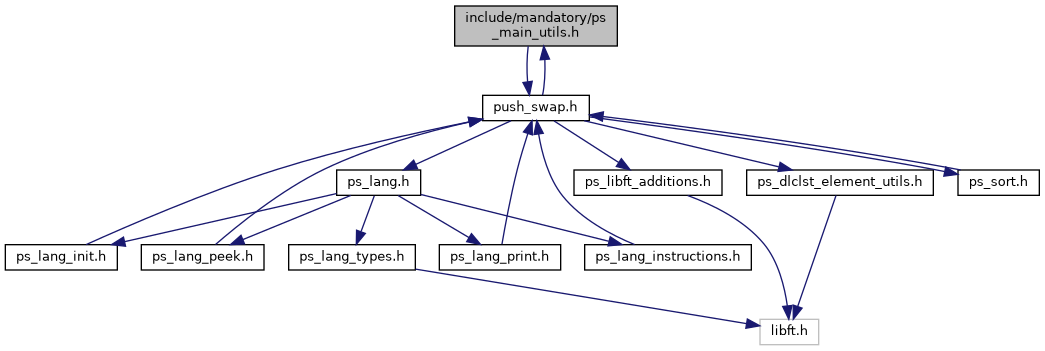 include/mandatory/ps
_main_utils.h
push_swap.h
ps_lang.h
ps_libft_additions.h
ps_dlclst_element_utils.h
ps_sort.h
ps_lang_init.h
ps_lang_peek.h
ps_lang_types.h
ps_lang_print.h
ps_lang_instructions.h
libft.h